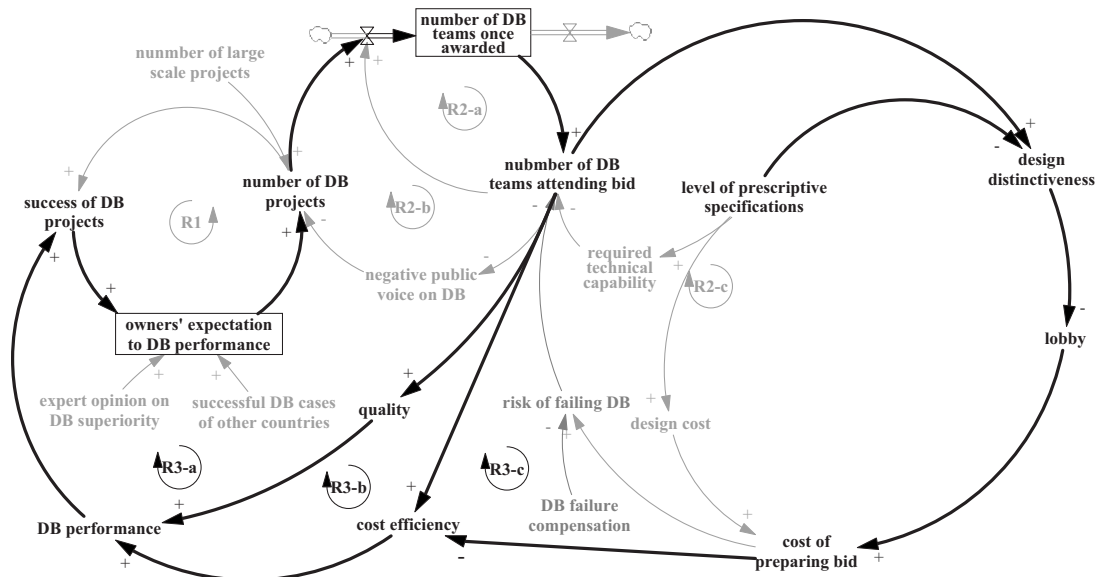 number of DB
teams once
awarded
nunmber of large
scale projects
+
+
R2-a
+
+
+
-
+
success of DB
projects
number of DB
projects
nubmber of DB
teams attending bid
level of prescriptive
specifications
design
distinctiveness
R1
R2-b
+
+
-
-
-
-
required
technical
capability
+
R2-c
negative public
voice on DB
+
owners' expectation
to DB performance
-
lobby
+
+
expert opinion on
DB superiority
successful DB cases
of other countries
+
quality
risk of failing DB
-
+
+
design cost
R3-a
R3-b
R3-c
+
+
DB failure
compensation
+
DB performance
cost efficiency
cost of
preparing bid
+
-
+